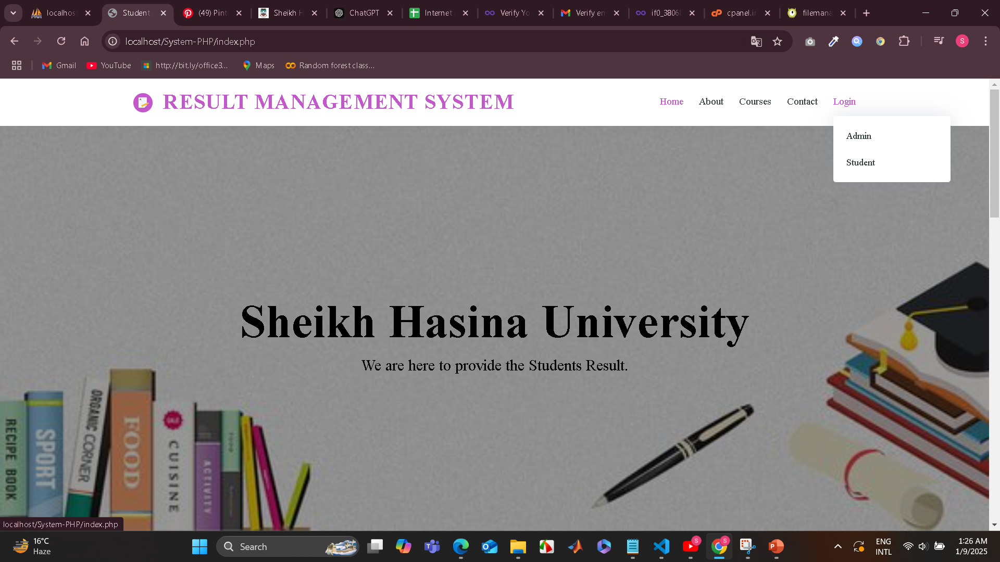 localhos
Student
(49) Pint
Sheikh H
ChatGPT
Internet
Verify Yo
Verify em
if0_3806
cpanel.in
filemana
localhost/System-PHP/index.php
S
Gmail
YouTube
http://bit.ly/office3...
Maps
Random forest class...
RESULT MANAGEMENT SYSTEM
Home
About
Courses
Contact
Login
Admin
Student
Sheikh Hasina University
We are here to provide the Students Result.
RECIPE BOOK
SPORT
ORGANIC CORNER
FOOD
CUISINE
ACTIVITY
localhost/System-PHP/index.php
16°C
Haze
Search
ENG
INTL
1:26 AM
1/9/2025